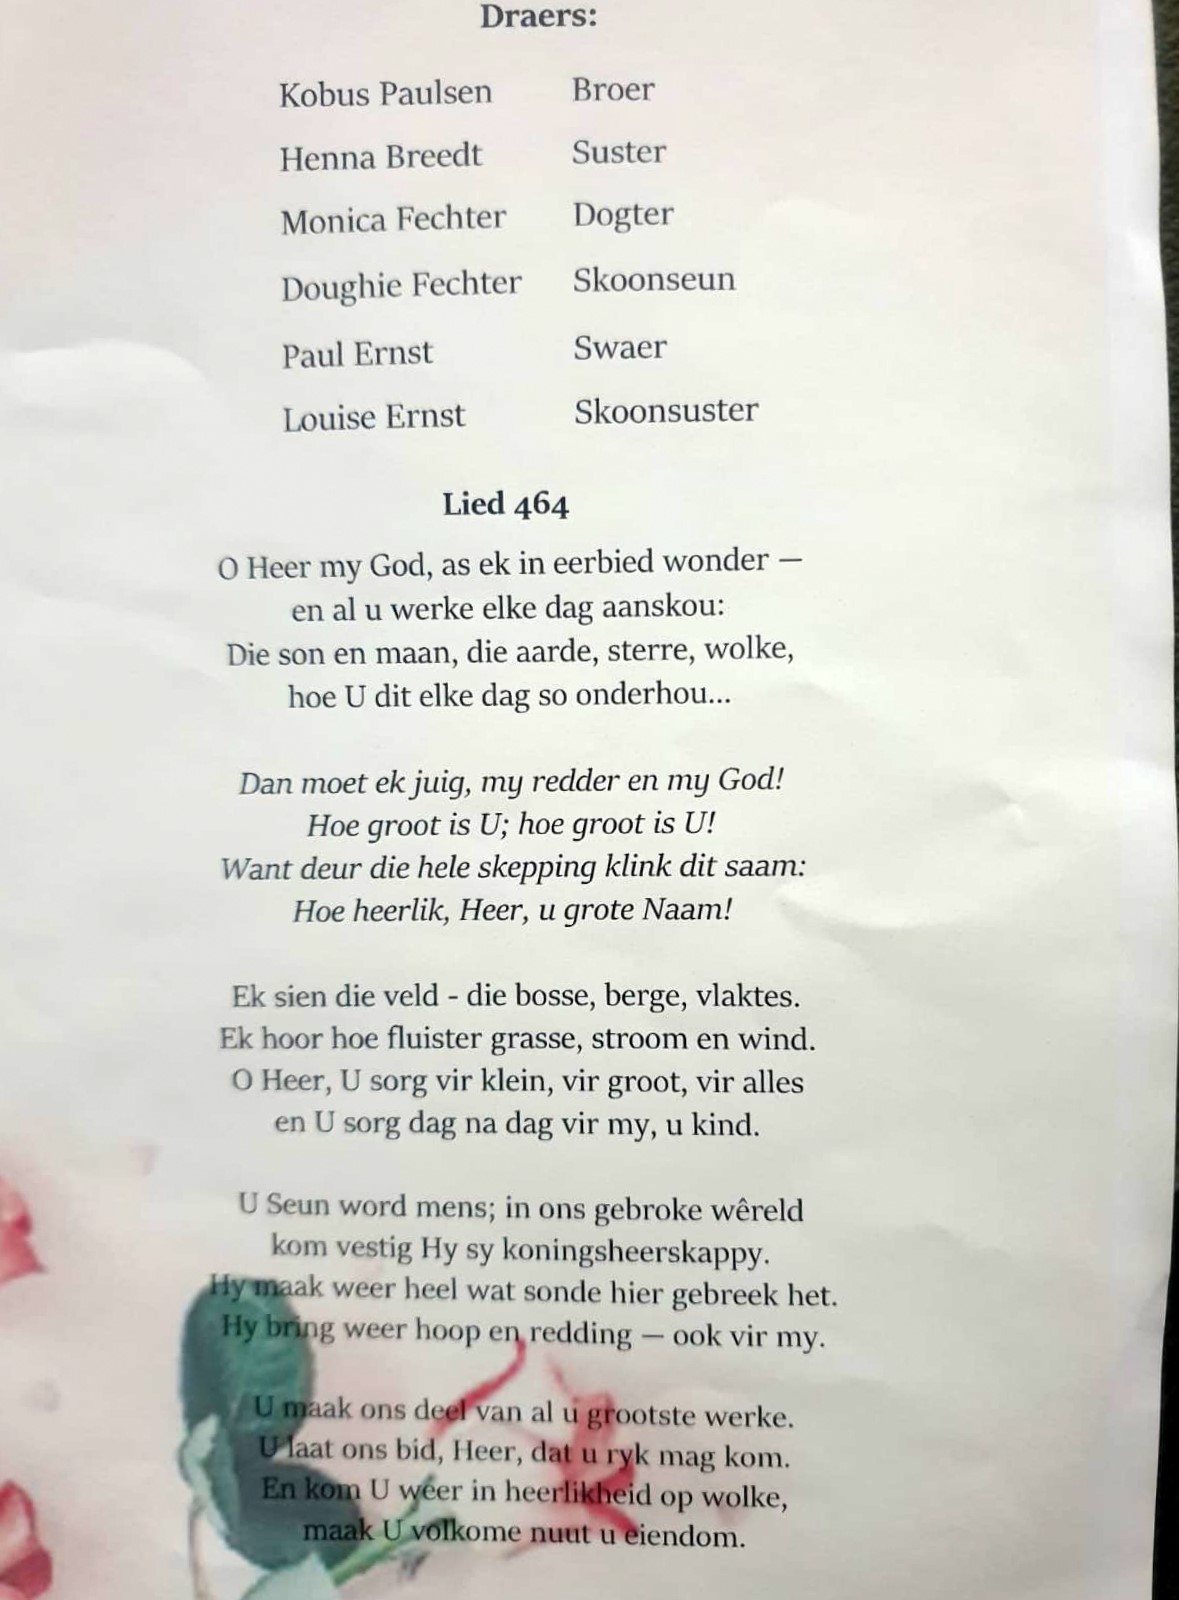 Draers:
Kobus Paulsen Broer
Henna Breedt Suster
Monica Fechter Dogter
Doughie Fechter Skoonseun
Paul Ernst Swaer
Louise Ernst Skoonsuster
Lied 464
O Heer my God, as ek in eerbied wonder —
en al u werke elke dag aanskou:
Die son en maan, die aarde, sterre, wolke,
hoe U dit elke dag so onderhou...
Dan moet ek juig, my redder en my God!
Hoe groot is U; hoe groot is U!
Want deur die hele skepping klink dit saam:
Hoe heerlik, Heer, u grote Naam!
Ek sien die veld - die bosse, berge, vlaktes.
Ek hoor hoe fluister grasse, stroom en wind.
O Heer, U sorg vir klein, vir groot, vir alles
en U sorg dag na dag vir my, u kind.
U Seun word mens; in ons gebroke wêreld
kom vestig Hy sy koningsheerskappy.
Hy maak weer heel wat sonde hier gebreek het.
Hy bring weer hoop en redding — ook vir my.
U maak ons deel van al u grootste werke.
U laat ons bid, Heer, dat u ryk mag kom.
En kom U wéer in heerlikheid op wolke,
maak U volkome nuut u eiendom.